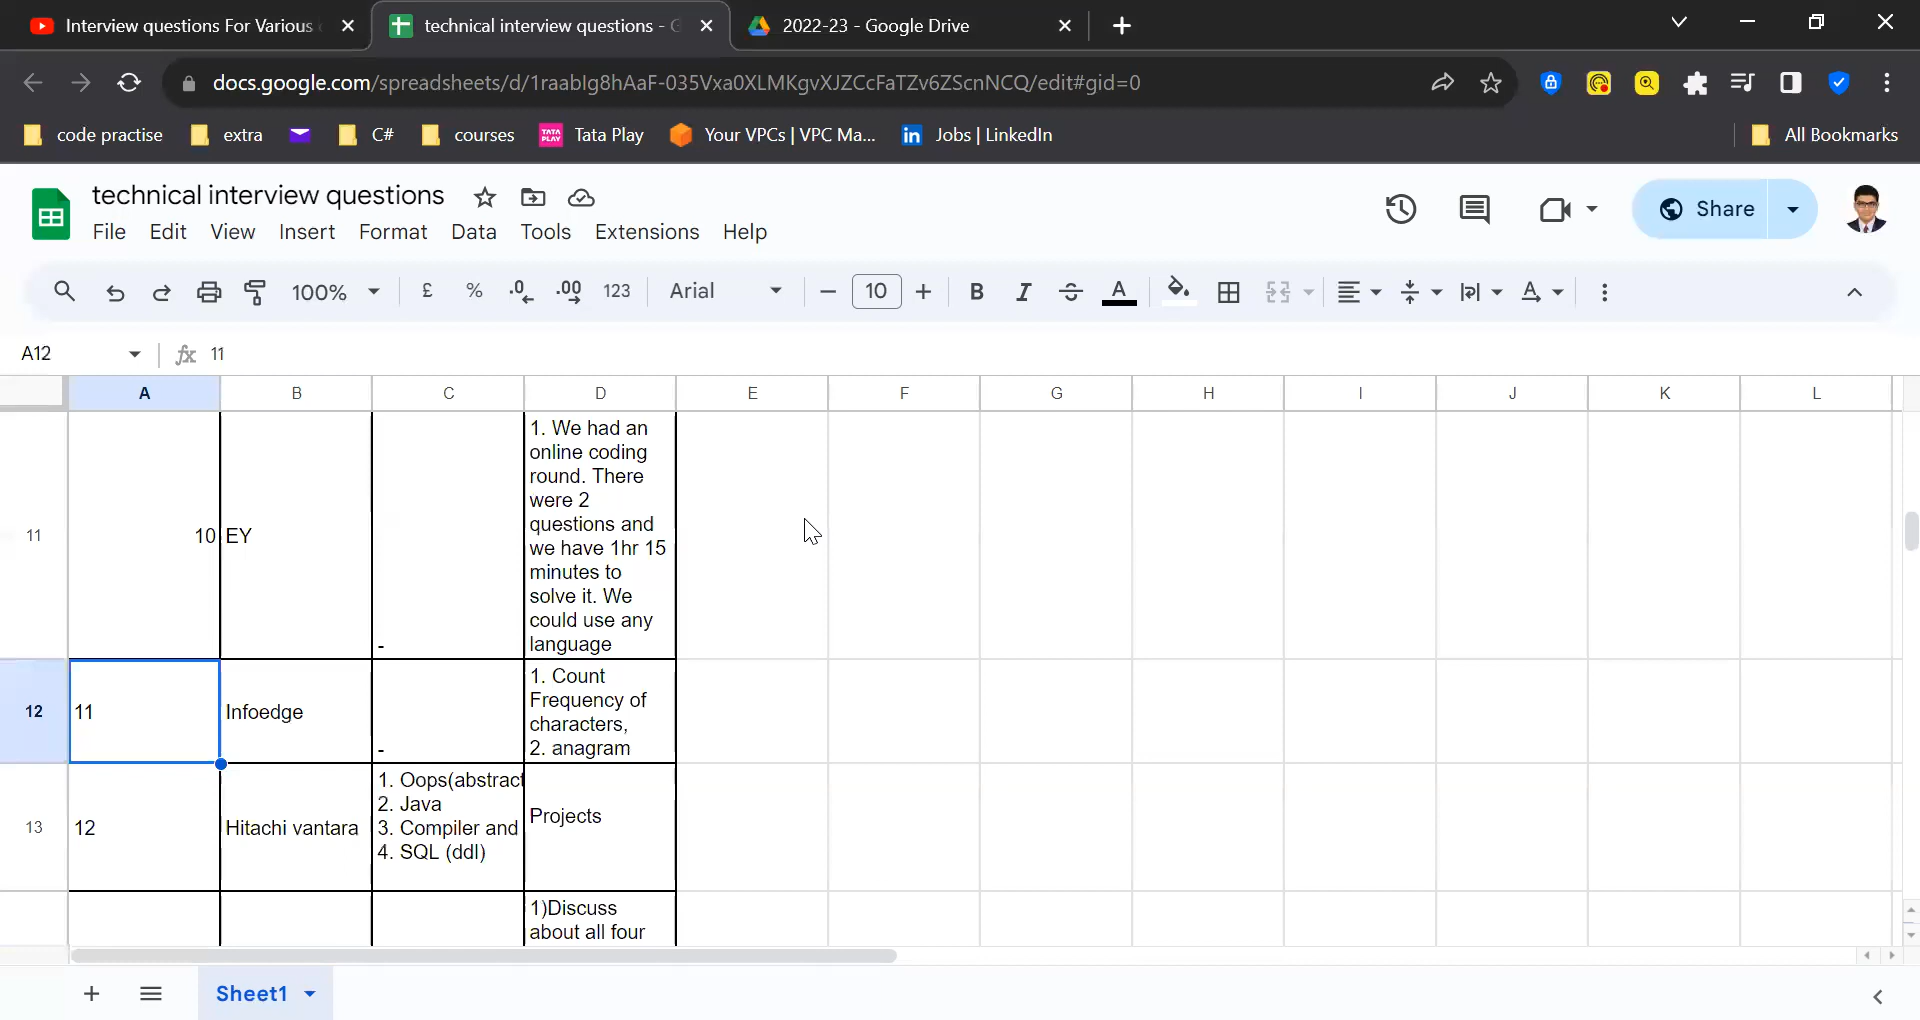 Interview questions For Various
technical interview questions - G
2022-23 - Google Drive
docs.google.com/spreadsheets/d/1raabIg8hAaF-035Vxa0XLMKgvXJZCcFaTZv6ZScnNCQ/edit#gid=0
code practise
extra
C#
courses
TATA PLAY
Tata Play
Your VPCs | VPC Ma...
in
Jobs | LinkedIn
All Bookmarks
technical interview questions
File Edit View Insert Format Data Tools Extensions Help
Share
100%
£ % .0 .00 123
Arial
10
B I S A
A12
fx 11
A B C D E F G H I J K L
11
10
EY
-
1. We had an
online coding
round. There
were 2
questions and
we have 1hr 15
minutes to
solve it. We
could use any
language
12
11
Infoedge
-
1. Count
Frequency of
characters,
2. anagram
13
12
Hitachi vantara
1. Oops(abstract
2. Java
3. Compiler and
4. SQL (ddl)
Projects
1)Discuss
about all four
Sheet1